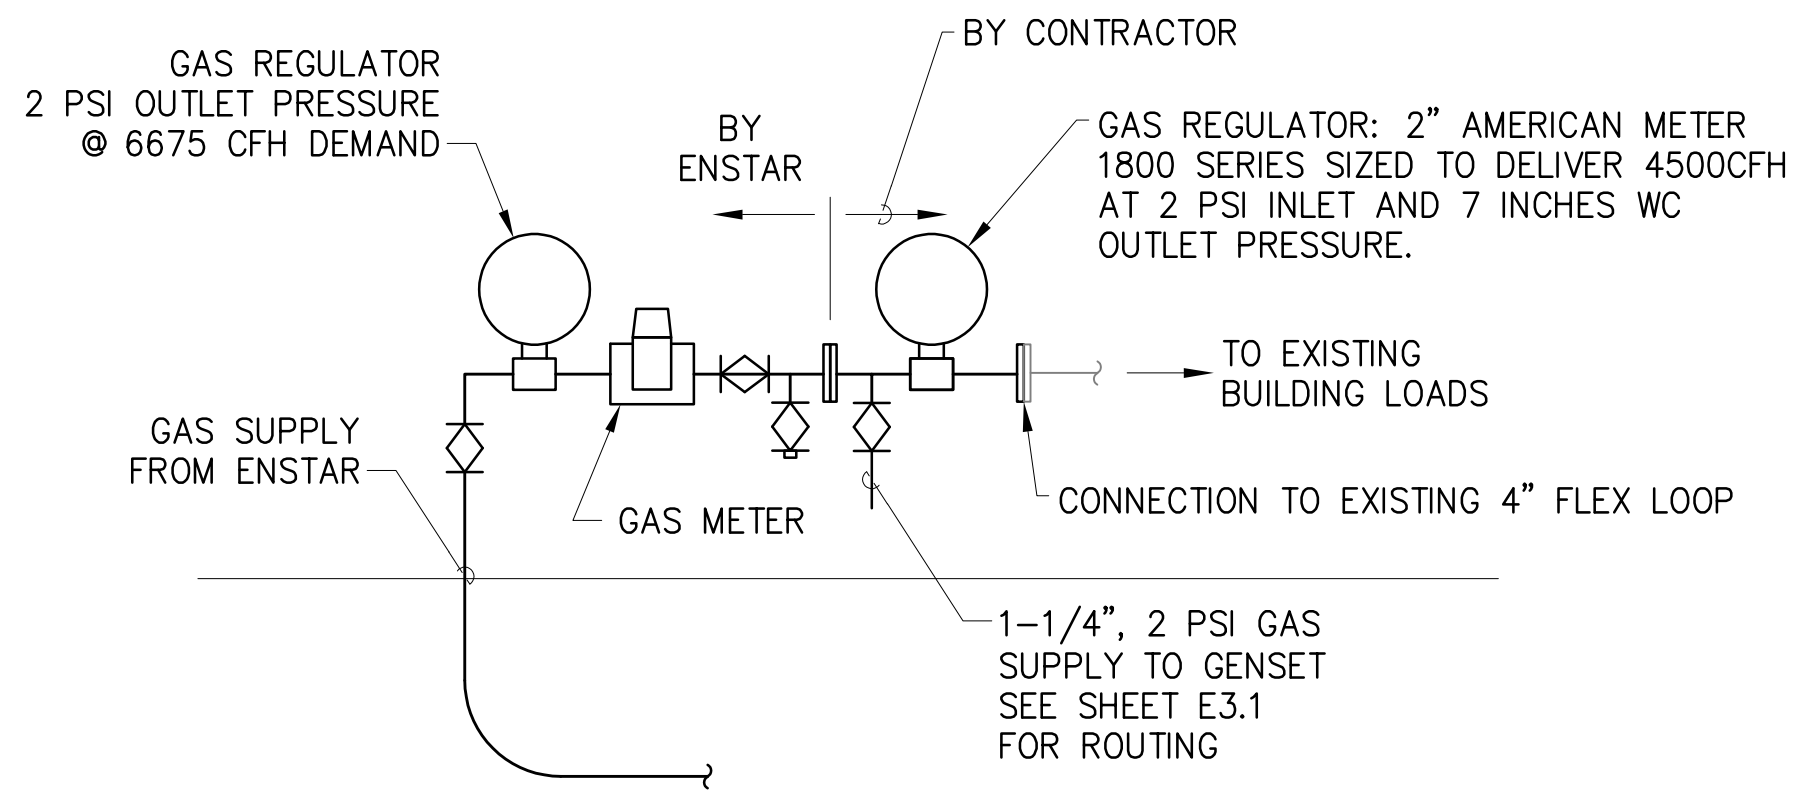 BY CONTRACTOR
GAS REGULATOR
2 PSI OUTLET PRESSURE
@ 6675 CFH DEMAND
BY
ENSTAR
GAS REGULATOR: 2” AMERICAN METER
1800 SERIES SIZED TO DELIVER 4500CFH
AT 2 PSI INLET AND 7 INCHES WC
OUTLET PRESSURE.
TO EXISTING
BUILDING LOADS
GAS SUPPLY
FROM ENSTAR
GAS METER
CONNECTION TO EXISTING 4” FLEX LOOP
1-1/4”, 2 PSI GAS
SUPPLY TO GENSET
SEE SHEET E3.1
FOR ROUTING